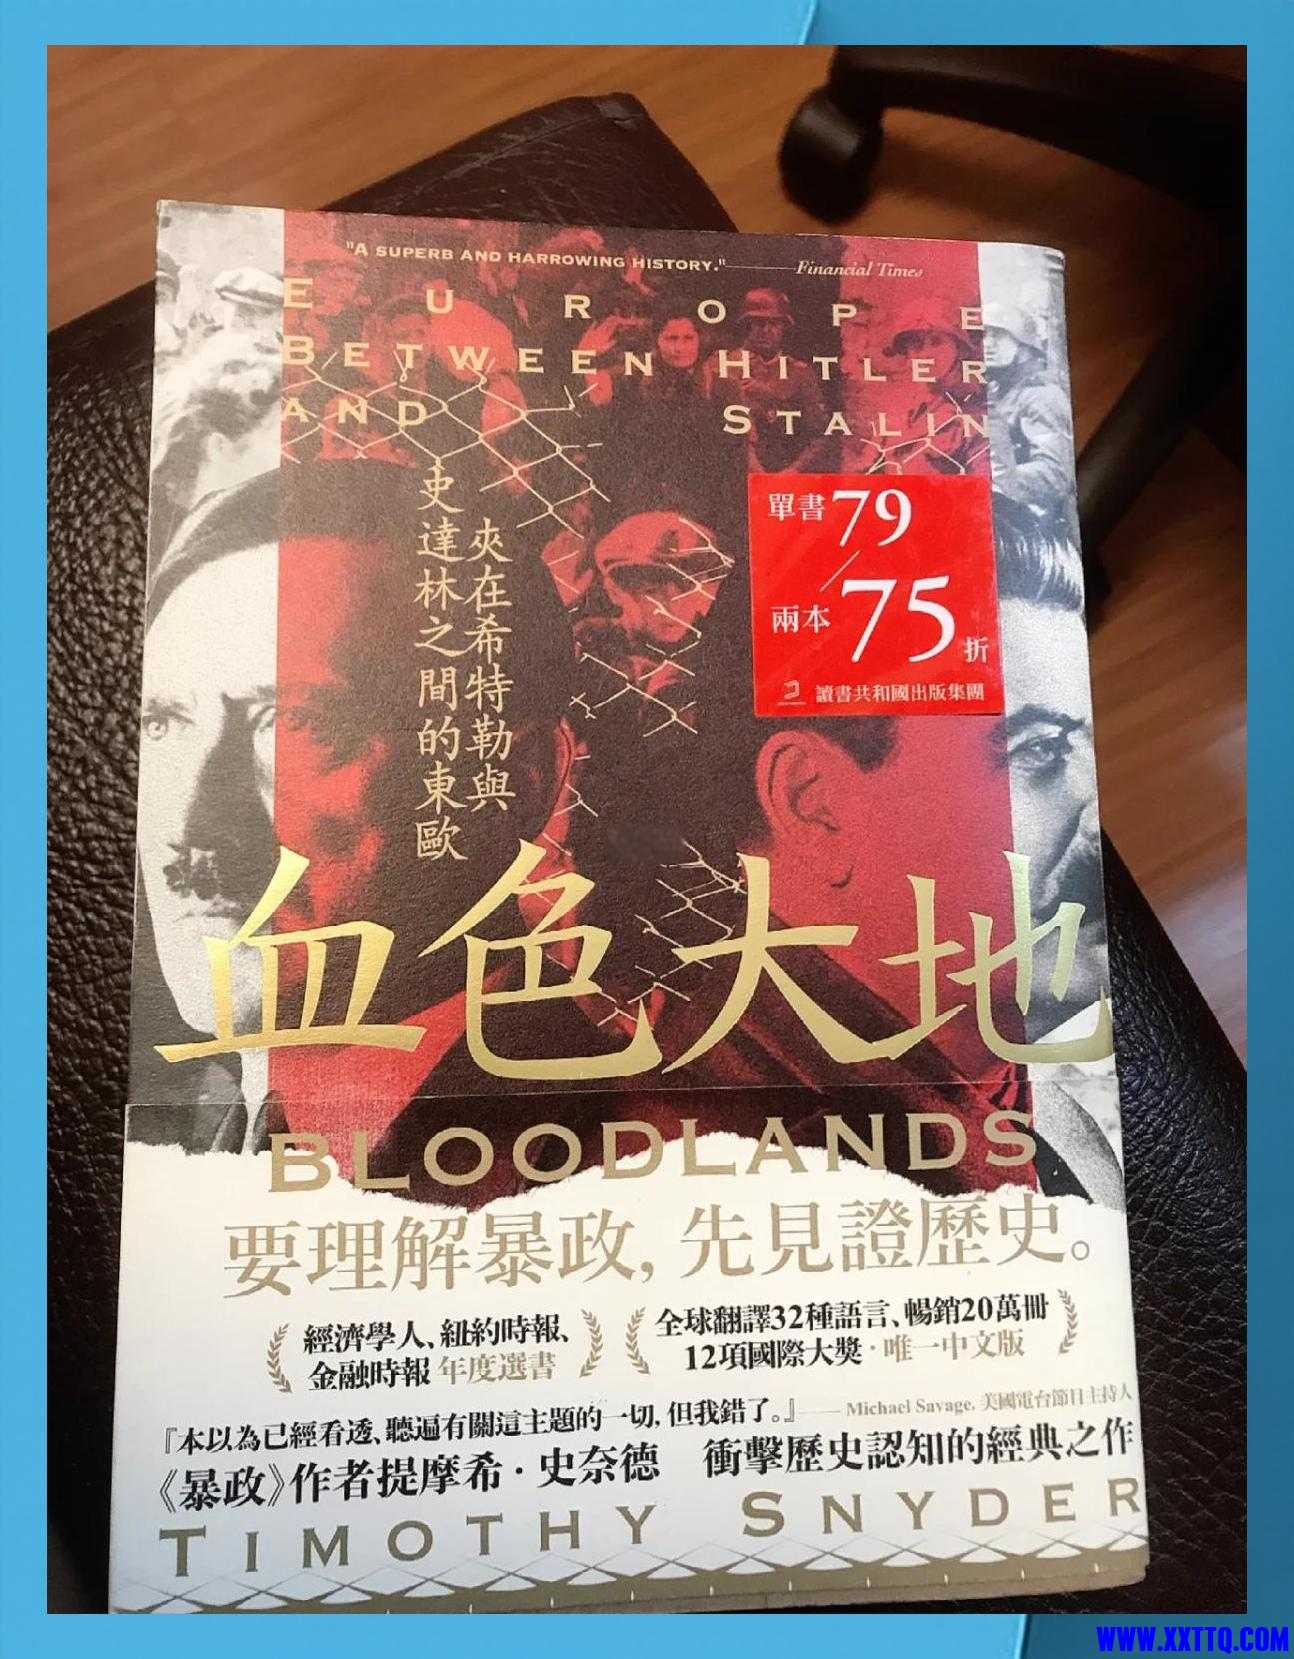 "A SUPERB AND HARROWING HISTORY." —— Financial Times
EUROPE
BETWEEN HITLER
AND STALIN
夾在希特勒與
史達林之間的東歐
單書79
兩本75折
讀書共和國出版集團
血色大地
BLOODLANDS
要理解暴政，先見證歷史。
經濟學人、紐約時報、
金融時報 年度選書
全球翻譯32種語言、暢銷20萬冊
12項國際大獎·唯一中文版
『本以為已經看透、聽遍有關這主題的一切，但我錯了。』—— Michael Savage, 美國電台節目主持人
《暴政》作者提摩希·史奈德 衝擊歷史認知的經典之作
TIMOTHY SNYDER
WWW.XXTTQ.COM